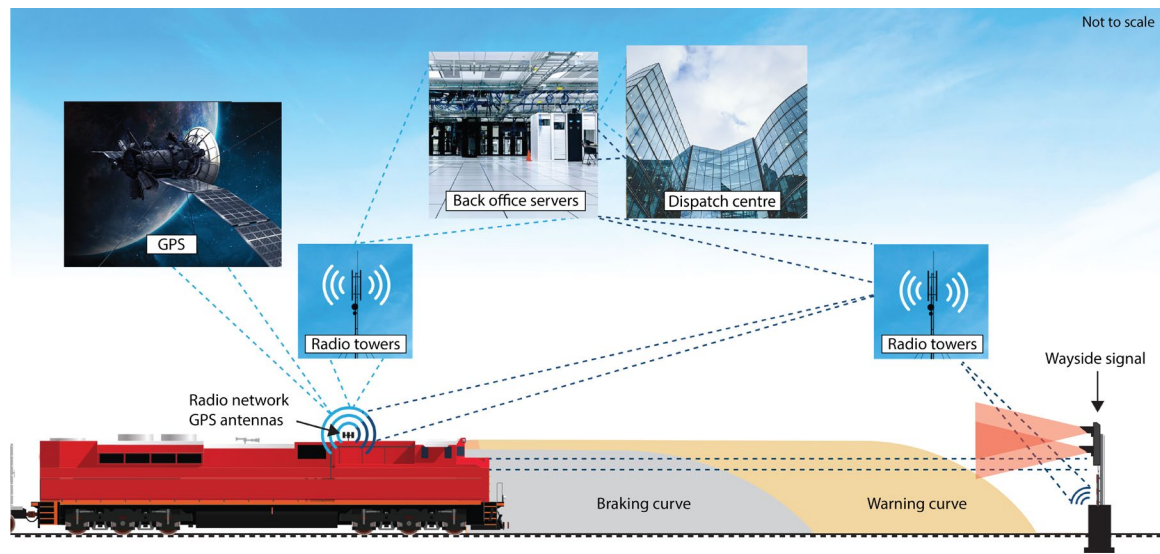 Not to scale
Back office servers
Dispatch centre
GPS
Radio towers
Radio towers
Wayside signal
Radio network
GPS antennas
Braking curve
Warning curve